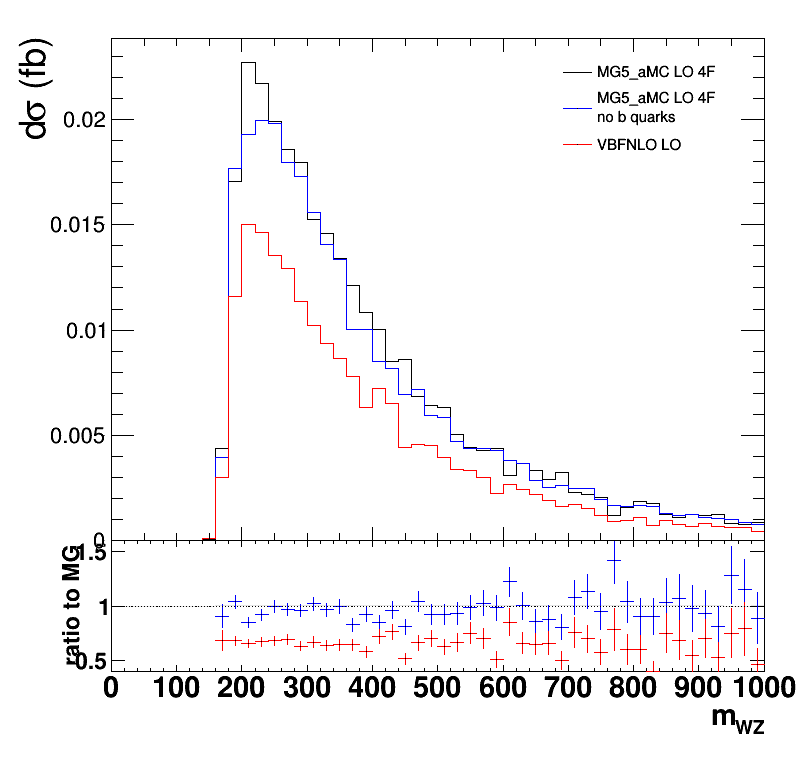 dσ (fb)
MG5_aMC LO 4F
MG5_aMC LO 4F
no b quarks
VBFNLO LO
0.02
0.015
0.01
0.005
0
ratio to MG
1.5
1
0.5
0 100 200 300 400 500 600 700 800 900 1000
m_WZ